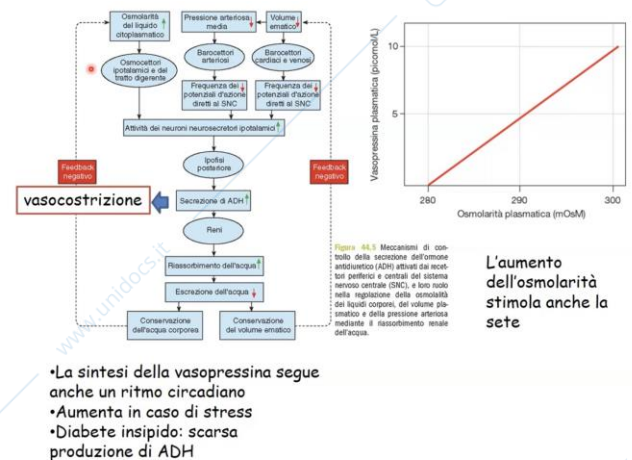 Osmolarità
del liquido
citoplasmatico
Pressione arteriosa
media
Volume
ematico
Osmocettori
ipotalamici e del
tratto digerente
Barocettori
arteriosi
Barocettori
cardiaci e venosi
Frequenza dei
potenziali d'azione
diretti al SNC
Frequenza dei
potenziali d'azione
diretti al SNC
Attività dei neuroni neurosecretori ipotalamici
Feedback
negativo
Ipofisi
posteriore
Feedback
negativo
vasocostrizione
Secrezione di ADH
Reni
Riassorbimento dell'acqua
Escrezione dell'acqua
Conservazione
dell'acqua corporea
Conservazione
del volume ematico
Vasopressina plasmatica (picomol/L)
10
5
280
290
300
Osmolarità plasmatica (mOsM)
Figura 44.5 Meccanismi di con-
trollo della secrezione dell'ormone
antidiuretico (ADH) attivati dai recet-
tori periferici e centrali del sistema
nervoso centrale (SNC), e loro ruolo
nella regolazione della osmolalità
dei liquidi corporei, del volume pla-
smatico e della pressione arteriosa
mediante il riassorbimento renale
dell'acqua.
L'aumento
dell'osmolarità
stimola anche la
sete
www.unidocs.it
•La sintesi della vasopressina segue
anche un ritmo circadiano
•Aumenta in caso di stress
•Diabete insipido: scarsa
produzione di ADH